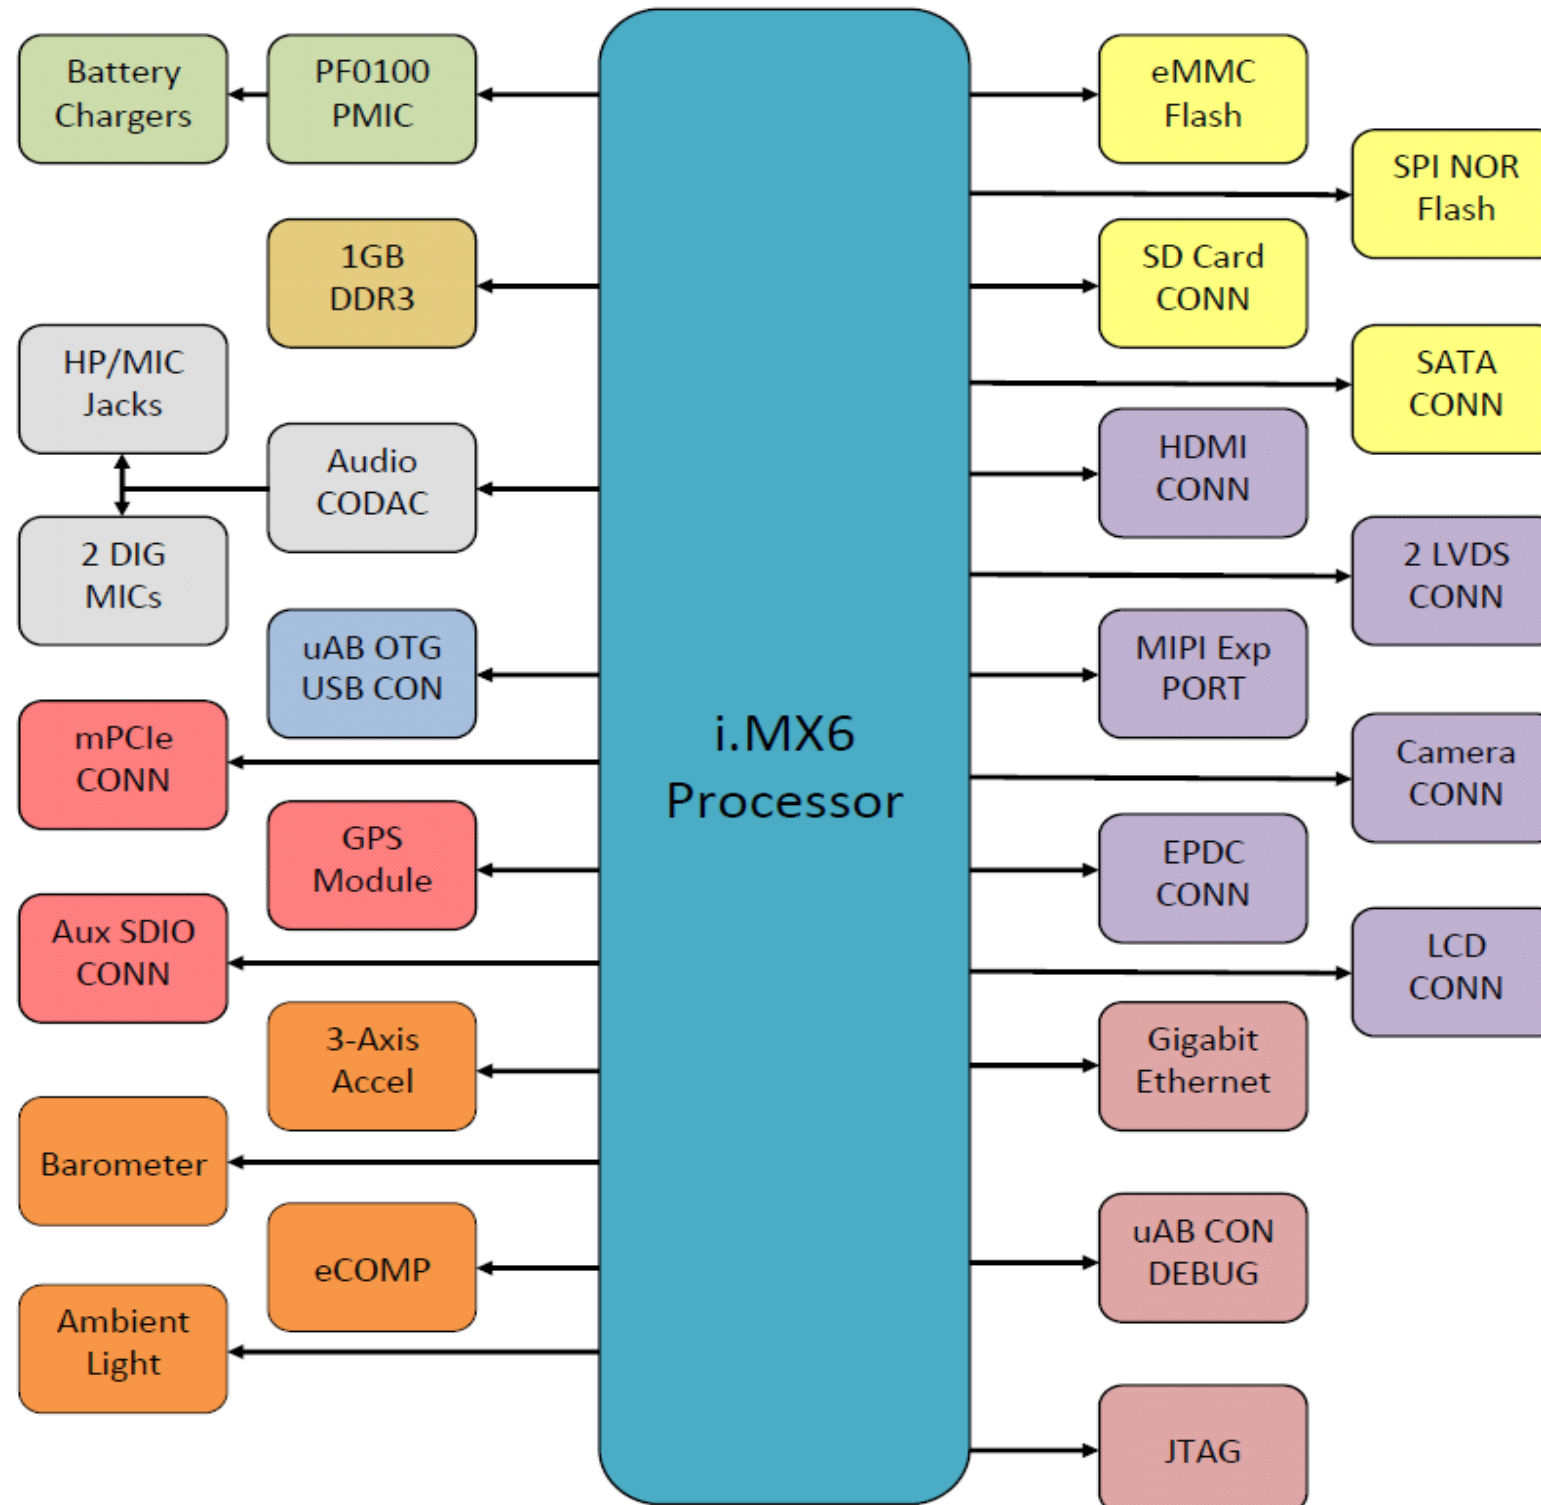 Battery
Chargers
PF0100
PMIC
1GB
DDR3
HP/MIC
Jacks
Audio
CODAC
2 DIG
MICs
uAB OTG
USB CON
mPCIe
CONN
GPS
Module
Aux SDIO
CONN
3-Axis
Accel
Barometer
eCOMP
Ambient
Light
i.MX6
Processor
eMMC
Flash
SPI NOR
Flash
SD Card
CONN
SATA
CONN
HDMI
CONN
2 LVDS
CONN
MIPI Exp
PORT
Camera
CONN
EPDC
CONN
LCD
CONN
Gigabit
Ethernet
uAB CON
DEBUG
JTAG